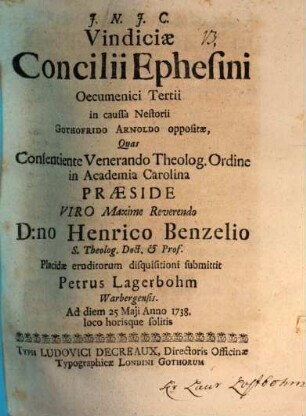 J. N. J. C.
Vindiciæ
Concilii Ephesini
Oecumenici Tertii
in caussa Nestorii
GOTHOFRIDO ARNOLDO oppositæ,
Quas
Consentiente Venerando Theolog. Ordine
in Academia Carolina
PRÆSIDE
VIRO Maxime Reverendo
D:no Henrico Benzelio
S. Theolog. Doct. & Prof.
Placidæ eruditorum disquisitioni submittit
Petrus Lagerbohm
Warbergensis.
Ad diem 25 Maji Anno 1738.
loco horisque solitis
Typis LUDOVICI DECREAUX, Directoris Officinæ
Typographicæ LONDINI GOTHORUM